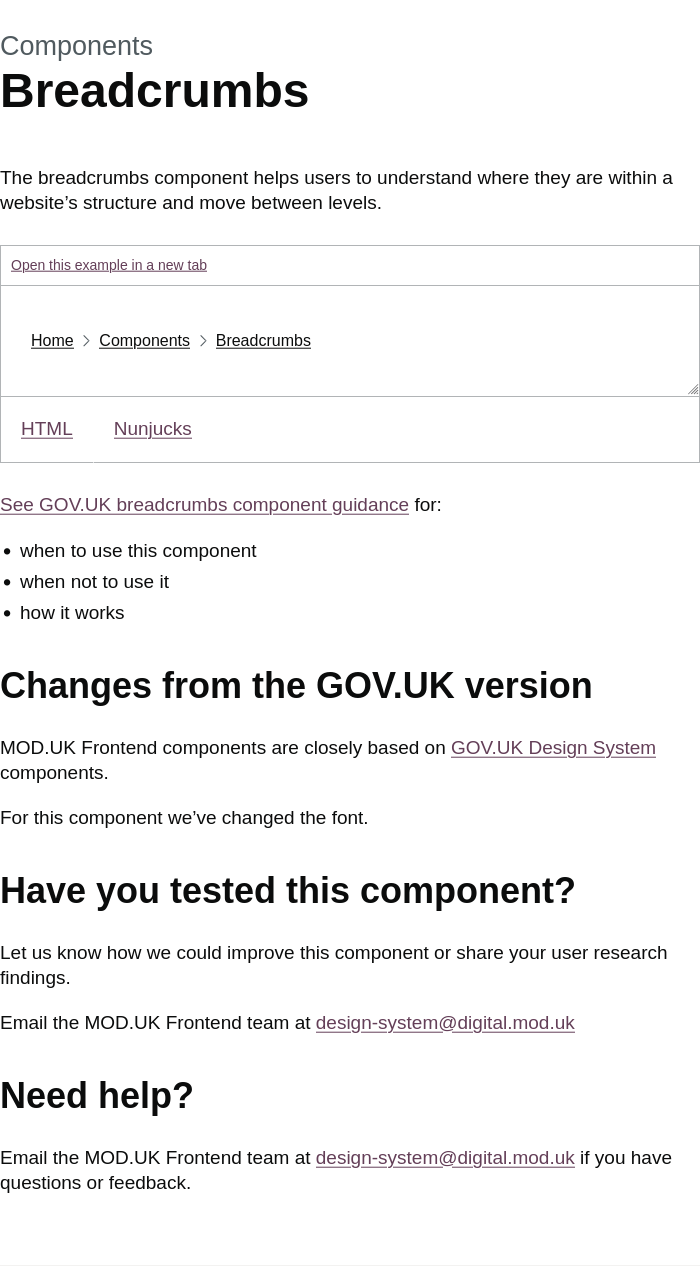 Components
Breadcrumbs
The breadcrumbs component helps users to understand where they are within a
website’s structure and move between levels.
Open this example in a new tab
Home > Components > Breadcrumbs
HTML Nunjucks
See GOV.UK breadcrumbs component guidance for:
• when to use this component
• when not to use it
• how it works
Changes from the GOV.UK version
MOD.UK Frontend components are closely based on GOV.UK Design System
components.
For this component we’ve changed the font.
Have you tested this component?
Let us know how we could improve this component or share your user research
findings.
Email the MOD.UK Frontend team at design-system@digital.mod.uk
Need help?
Email the MOD.UK Frontend team at design-system@digital.mod.uk if you have
questions or feedback.